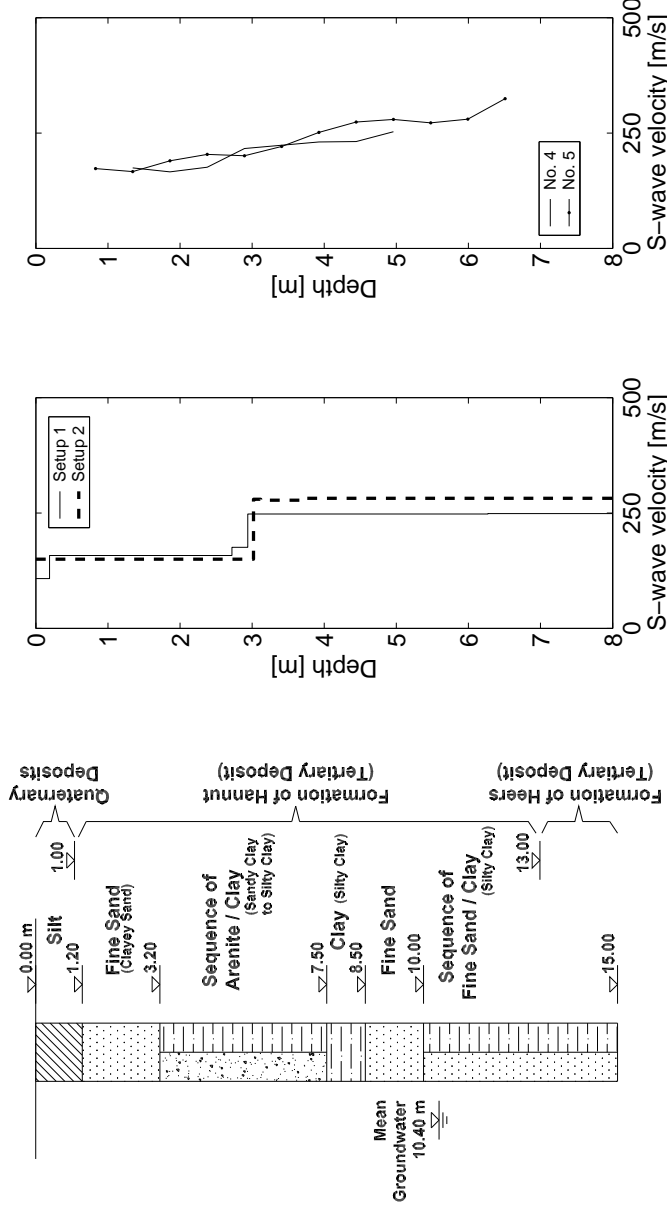 0.00 m
Silt
1.20
1.00
Fine Sand
(Clayey Sand)
3.20
Sequence of
Arenite / Clay
(Sandy Clay
to Silty Clay)
7.50
Clay (Silty Clay)
8.50
Fine Sand
10.00
Sequence of
Fine Sand / Clay
(Silty Clay)
13.00
15.00
Mean
Groundwater
10.40 m
Quaternary
Deposits
Formation of Hannut
(Tertiary Deposit)
Formation of Heers
(Tertiary Deposit)
0
1
2
3
4
5
6
7
8
Depth [m]
0 250 500
S−wave velocity [m/s]
Setup 1
Setup 2
0
1
2
3
4
5
6
7
8
Depth [m]
0 250 500
S−wave velocity [m/s]
No. 4
No. 5